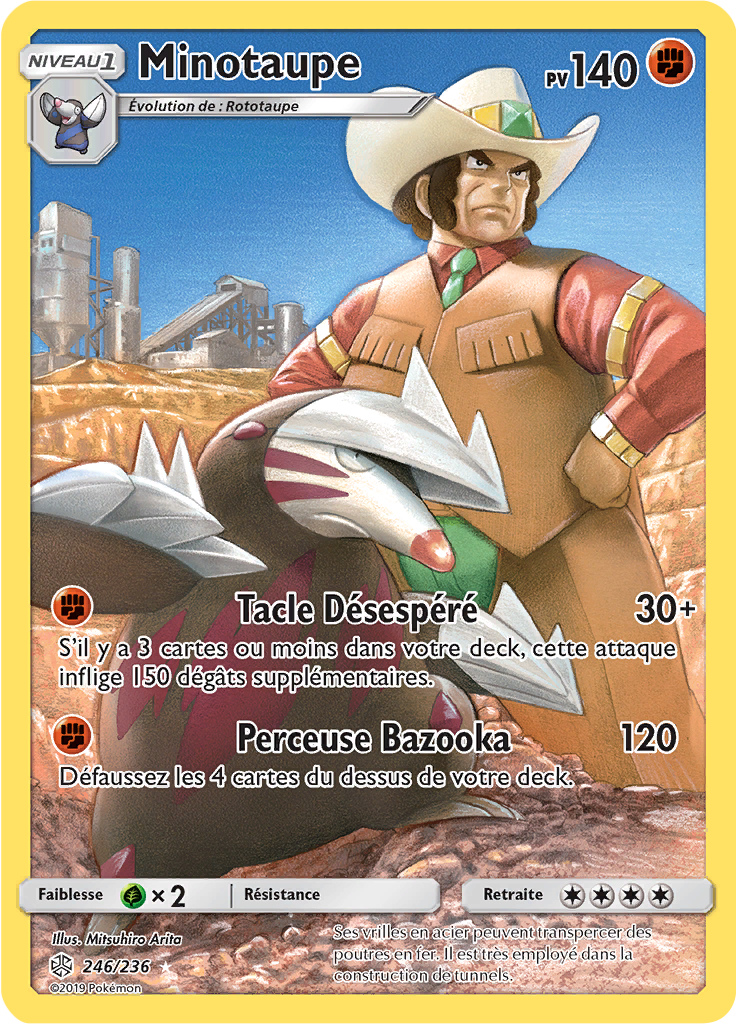 NIVEAU 1
Minotaupe
PV 140
Évolution de : Rototaupe
Tacle Désespéré 30+
S'il y a 3 cartes ou moins dans votre deck, cette attaque
inflige 150 dégâts supplémentaires.
Perceuse Bazooka 120
Défaussez les 4 cartes du dessus de votre deck.
Faiblesse ×2 Résistance Retraite
Illus. Mitsuhiro Arita
246/236
©2019 Pokémon
Ses vrilles en acier peuvent transpercer des
poutres en fer. Il est très employé dans la
construction de tunnels.